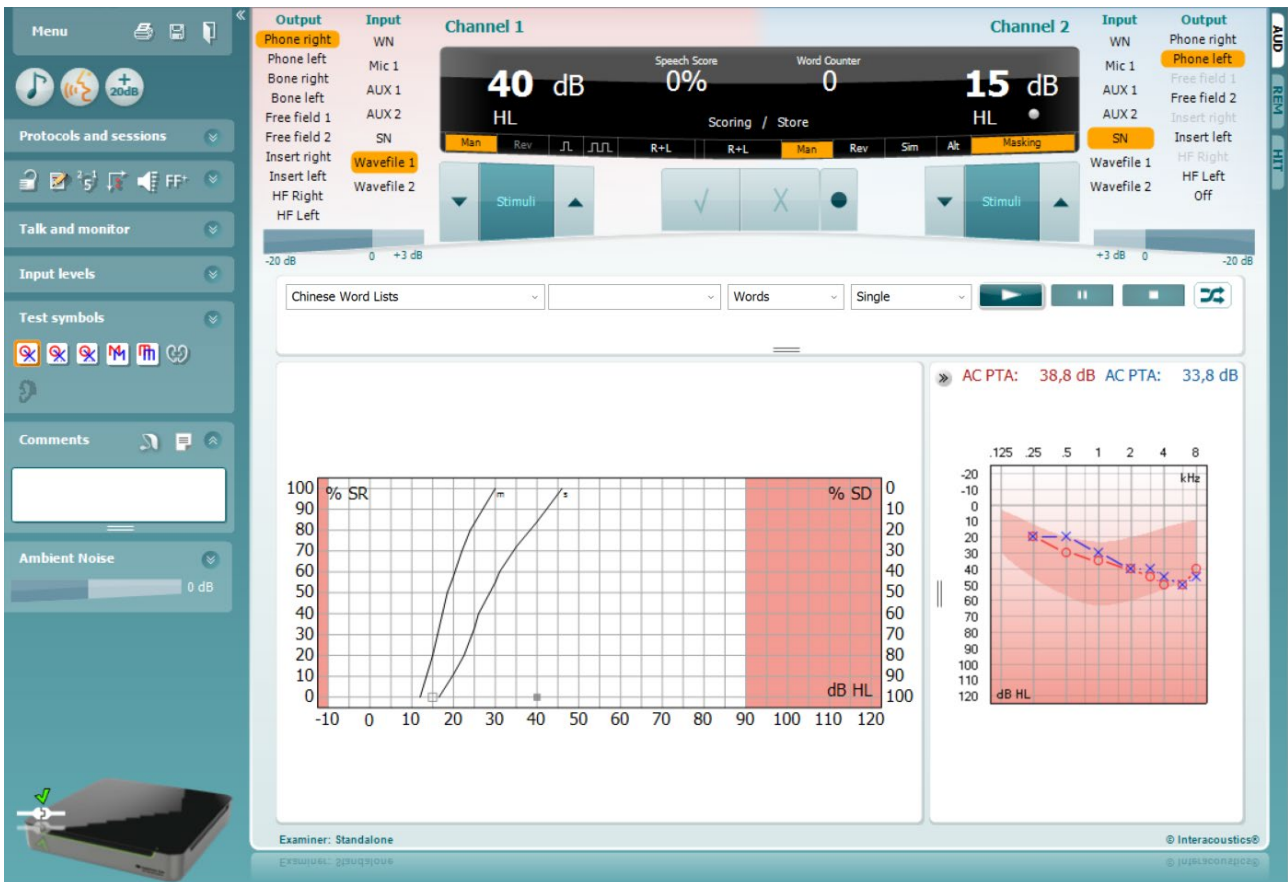 Menu
+
20dB
Protocols and sessions
FF+
Talk and monitor
Input levels
Test symbols
Comments
Ambient Noise
0 dB
Output
Phone right
Phone left
Bone right
Bone left
Free field 1
Free field 2
Insert right
Insert left
HF Right
HF Left
Input
WN
Mic 1
AUX 1
AUX 2
SN
Wavefile 1
Wavefile 2
-20 dB 0 +3 dB
Channel 1
Channel 2
40 dB
HL
Speech Score
0%
Word Counter
0
15 dB
HL
Scoring / Store
Man Rev R+L R+L Man Rev Sim Alt Masking
Stimuli
Stimuli
Input
WN
Mic 1
AUX 1
AUX 2
SN
Wavefile 1
Wavefile 2
Output
Phone right
Phone left
Free field 1
Free field 2
Insert right
Insert left
HF Right
HF Left
Off
+3 dB 0 -20 dB
AUD
REM
HIT
Chinese Word Lists Words Single
% SR
% SD
m
s
100
90
80
70
60
50
40
30
20
10
0
0
10
20
30
40
50
60
70
80
90
100
dB HL
-10 0 10 20 30 40 50 60 70 80 90 100 110 120
AC PTA: 38,8 dB AC PTA: 33,8 dB
.125 .25 .5 1 2 4 8
kHz
-20
-10
0
10
20
30
40
50
60
70
80
90
100
110
120
dB HL
Examiner: Standalone
© Interacoustics®